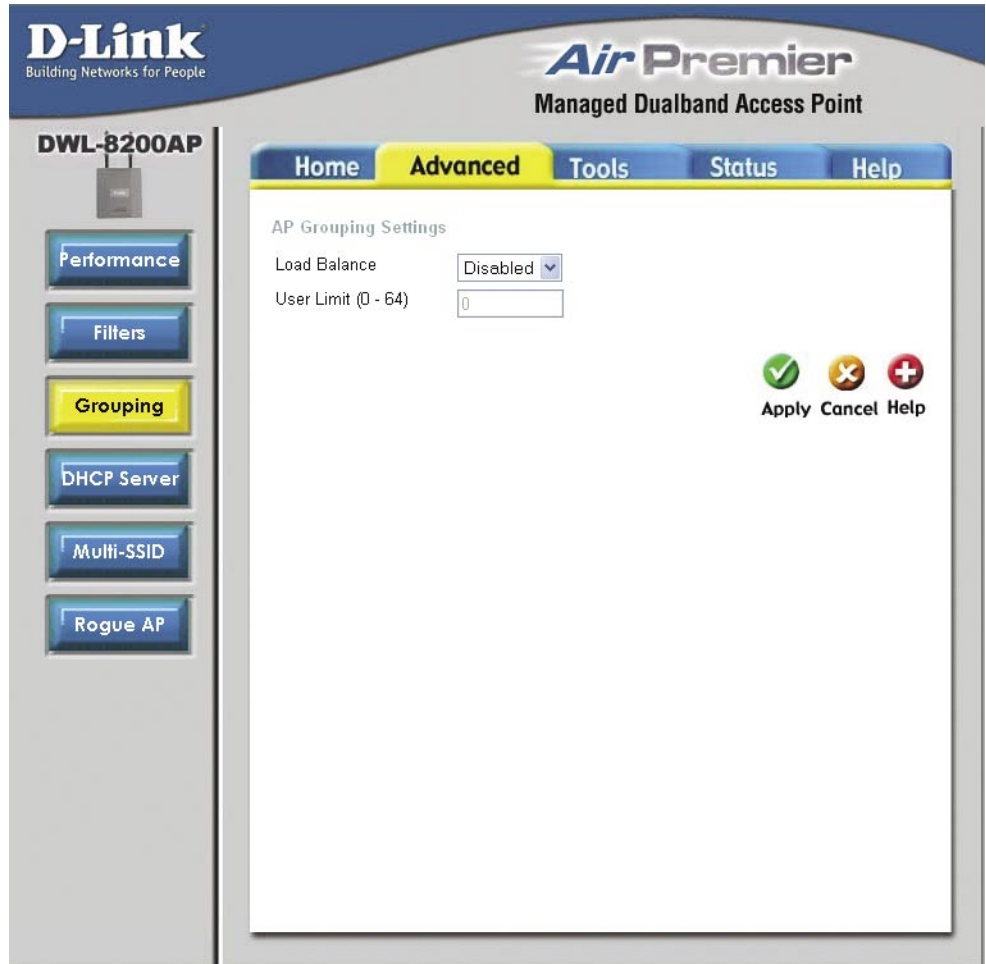 D-Link
Building Networks for People
Air Premier
Managed Dualband Access Point
DWL-8200AP
Home Advanced Tools Status Help
AP Grouping Settings
Load Balance Disabled
User Limit (0 - 64) 0
Apply Cancel Help
Performance
Filters
Grouping
DHCP Server
Multi-SSID
Rogue AP